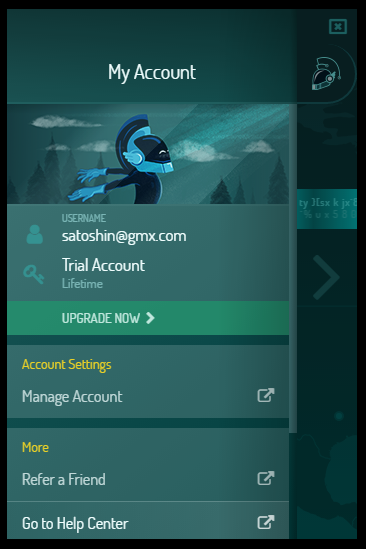 My Account
USERNAME
satoshin@gmx.com
Trial Account
Lifetime
UPGRADE NOW
Account Settings
Manage Account
More
Refer a Friend
Go to Help Center